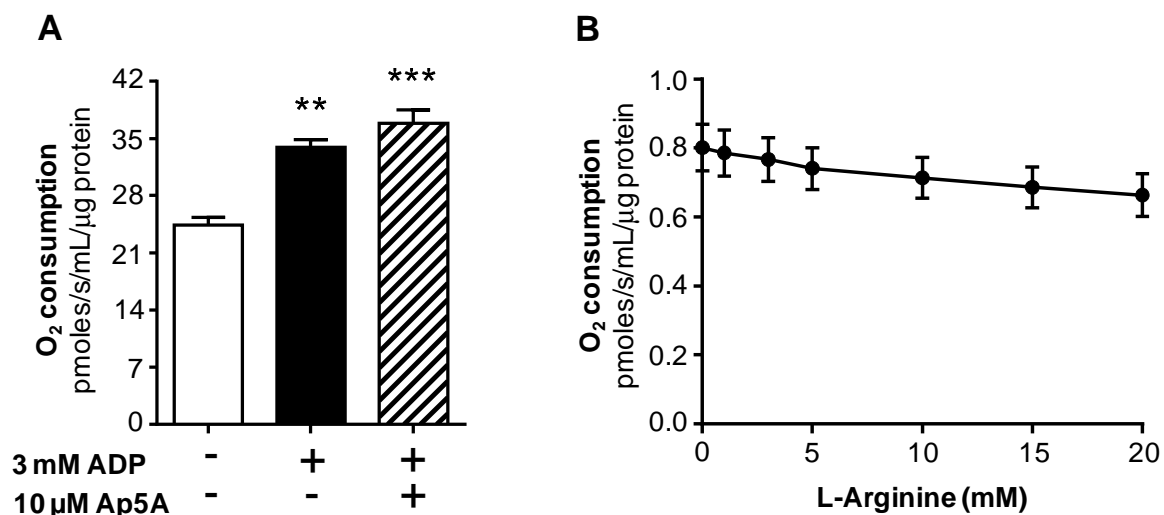 A
O₂ consumption
pmoles/s/mL/µg protein
42
35
28
21
14
7
0
**
***
3 mM ADP - + +
10 µM Ap5A - - +
B
O₂ consumption
pmoles/s/mL/µg protein
1.0
0.8
0.6
0.4
0.2
0.0
0 5 10 15 20
L-Arginine (mM)